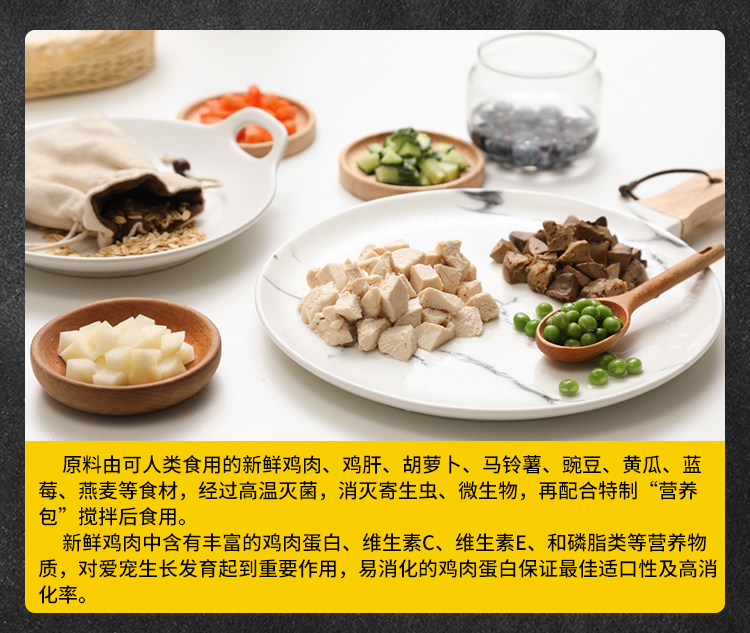 原料由可人类食用的新鲜鸡肉、鸡肝、胡萝卜、马铃薯、豌豆、黄瓜、蓝
莓、燕麦等食材，经过高温灭菌，消灭寄生虫、微生物，再配合特制“营养
包”搅拌后食用。
新鲜鸡肉中含有丰富的鸡肉蛋白、维生素C、维生素E、和磷脂类等营养物
质，对爱宠生长发育起到重要作用，易消化的鸡肉蛋白保证最佳适口性及高消
化率。